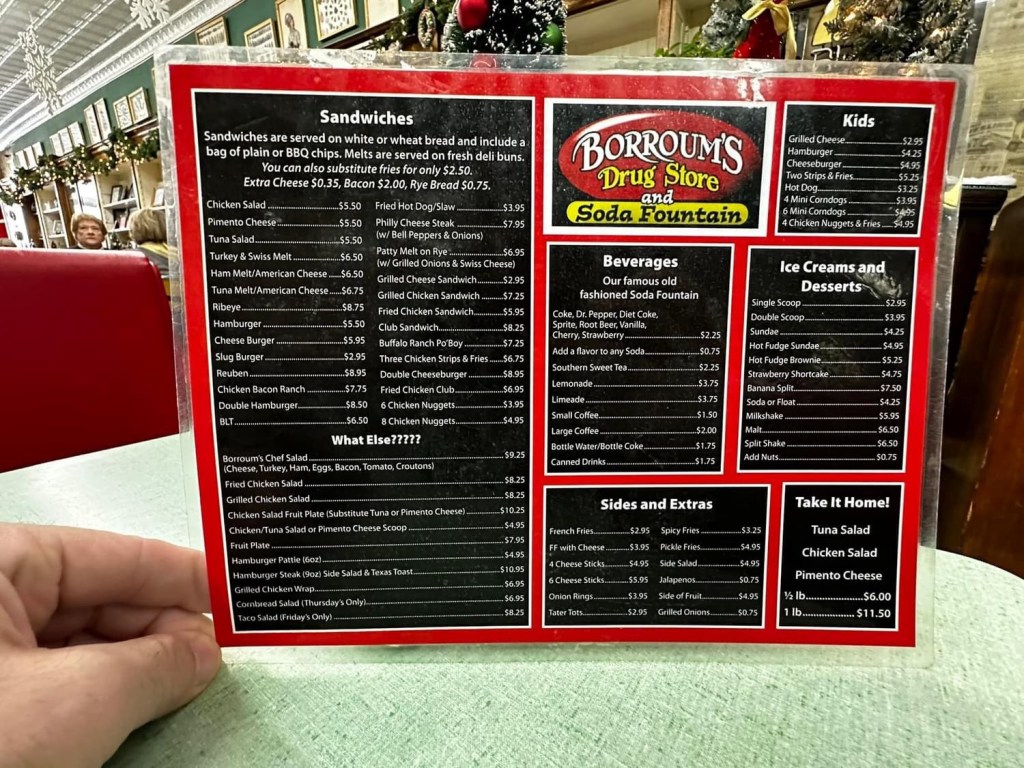 Sandwiches
Sandwiches are served on white or wheat bread and include a
bag of plain or BBQ chips. Melts are served on fresh deli buns.
You can also substitute fries for only $2.50.
Extra Cheese $0.35, Bacon $2.00, Rye Bread $0.75.
Chicken Salad $5.50
Pimento Cheese $5.50
Tuna Salad $5.50
Turkey & Swiss Melt $6.50
Ham Melt/American Cheese $6.50
Tuna Melt/American Cheese $6.75
Ribeye $8.75
Hamburger $5.50
Cheese Burger $5.95
Slug Burger $2.95
Reuben $8.95
Chicken Bacon Ranch $7.75
Double Hamburger $8.50
BLT $6.50
Fried Hot Dog/Slaw $3.95
Philly Cheese Steak $7.95
(w/ Bell Peppers & Onions)
Patty Melt on Rye $6.95
(w/ Grilled Onions & Swiss Cheese)
Grilled Cheese Sandwich $2.95
Grilled Chicken Sandwich $7.25
Fried Chicken Sandwich $5.95
Club Sandwich $8.25
Buffalo Ranch Po'Boy $7.25
Three Chicken Strips & Fries $6.75
Double Cheeseburger $8.95
Fried Chicken Club $6.95
6 Chicken Nuggets $3.95
8 Chicken Nuggets $4.95
What Else?????
Borroum's Chef Salad $9.25
(Cheese, Turkey, Ham, Eggs, Bacon, Tomato, Croutons)
Fried Chicken Salad $8.25
Grilled Chicken Salad $8.25
Chicken Salad Fruit Plate (Substitute Tuna or Pimento Cheese) $10.25
Chicken/Tuna Salad or Pimento Cheese Scoop $4.95
Fruit Plate $7.95
Hamburger Pattie (6oz) $4.95
Hamburger Steak (9oz) Side Salad & Texas Toast $10.95
Grilled Chicken Wrap $6.95
Cornbread Salad (Thursday's Only) $6.95
Taco Salad (Friday's Only) $8.25
BORROUM'S
Drug Store
and
Soda Fountain
Kids
Grilled Cheese $2.95
Hamburger $4.25
Cheeseburger $4.95
Two Strips & Fries $5.25
Hot Dog $3.25
4 Mini Corndogs $3.95
6 Mini Corndogs $4.95
4 Chicken Nuggets & Fries $4.95
Beverages
Our famous old
fashioned Soda Fountain
Coke, Dr. Pepper, Diet Coke,
Sprite, Root Beer, Vanilla,
Cherry, Strawberry $2.25
Add a flavor to any Soda $0.75
Southern Sweet Tea $2.25
Lemonade $3.75
Limeade $3.75
Small Coffee $1.50
Large Coffee $2.00
Bottle Water/Bottle Coke $1.75
Canned Drinks $1.75
Ice Creams and
Desserts
Single Scoop $2.95
Double Scoop $3.95
Sundae $4.25
Hot Fudge Sundae $4.95
Hot Fudge Brownie $5.25
Strawberry Shortcake $4.75
Banana Split $7.50
Soda or Float $4.25
Milkshake $5.95
Malt $6.50
Split Shake $6.50
Add Nuts $0.75
Sides and Extras
French Fries $2.95
FF with Cheese $3.95
4 Cheese Sticks $4.95
6 Cheese Sticks $5.95
Onion Rings $3.95
Tater Tots $2.95
Spicy Fries $3.25
Pickle Fries $4.95
Side Salad $4.95
Jalapenos $0.75
Side of Fruit $4.95
Grilled Onions $0.75
Take It Home!
Tuna Salad
Chicken Salad
Pimento Cheese
½ lb $6.00
1 lb $11.50